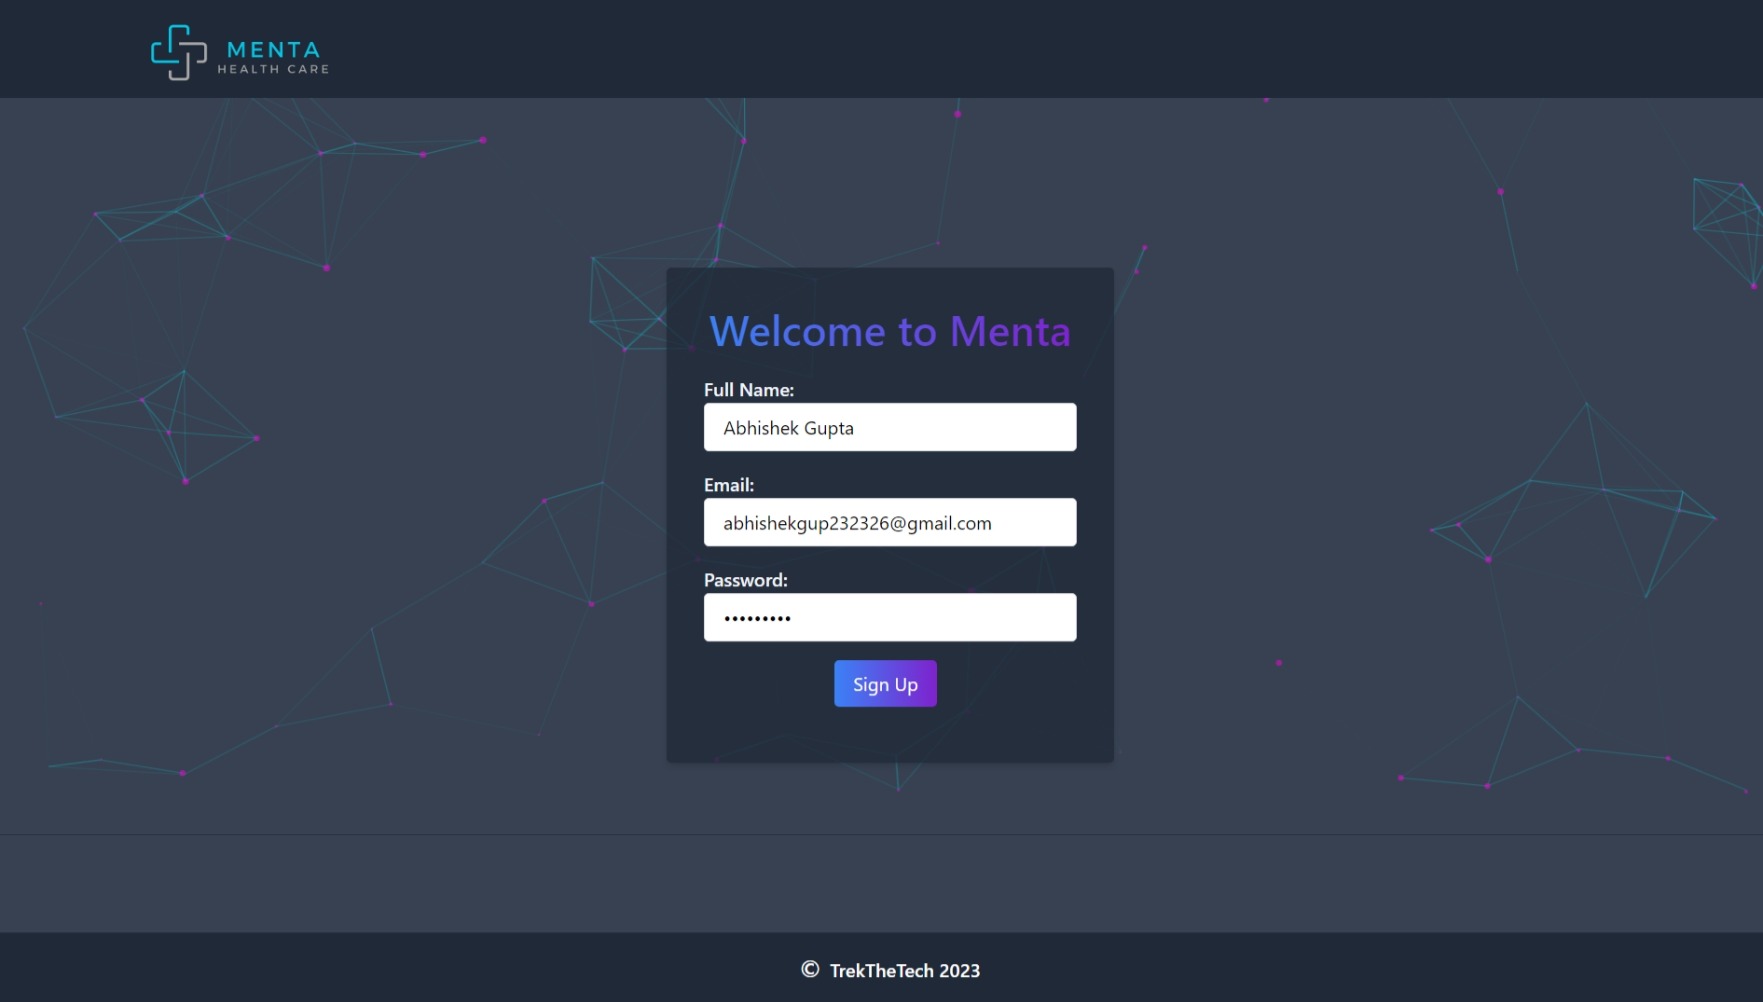 MENTA
HEALTH CARE
Welcome to Menta
Full Name:
Abhishek Gupta
Email:
abhishekgup232326@gmail.com
Password:
•••••••••
Sign Up
© TrekTheTech 2023